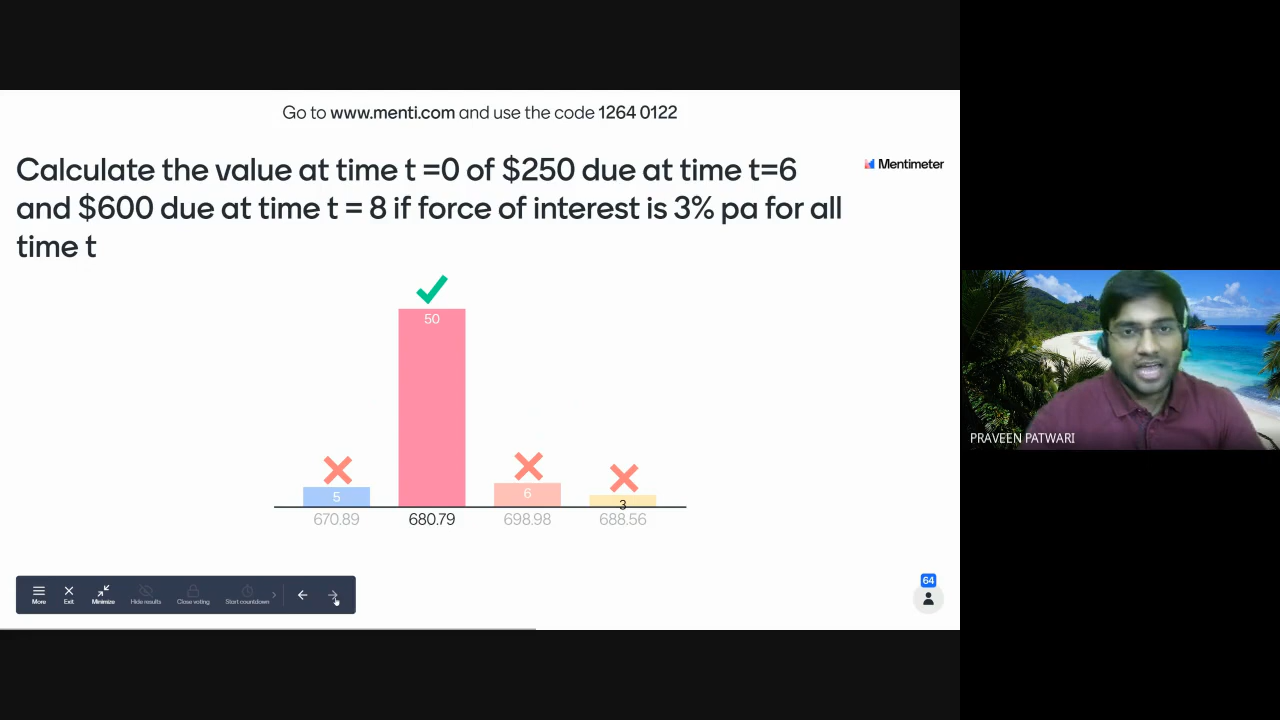 Go to www.menti.com and use the code 1264 0122
Mentimeter
Calculate the value at time t =0 of $250 due at time t=6
and $600 due at time t = 8 if force of interest is 3% pa for all
time t
50
5
6
3
670.89
680.79
698.98
688.56
More
Exit
Minimize
Hide results
Close voting
Start countdown
64
PRAVEEN PATWARI